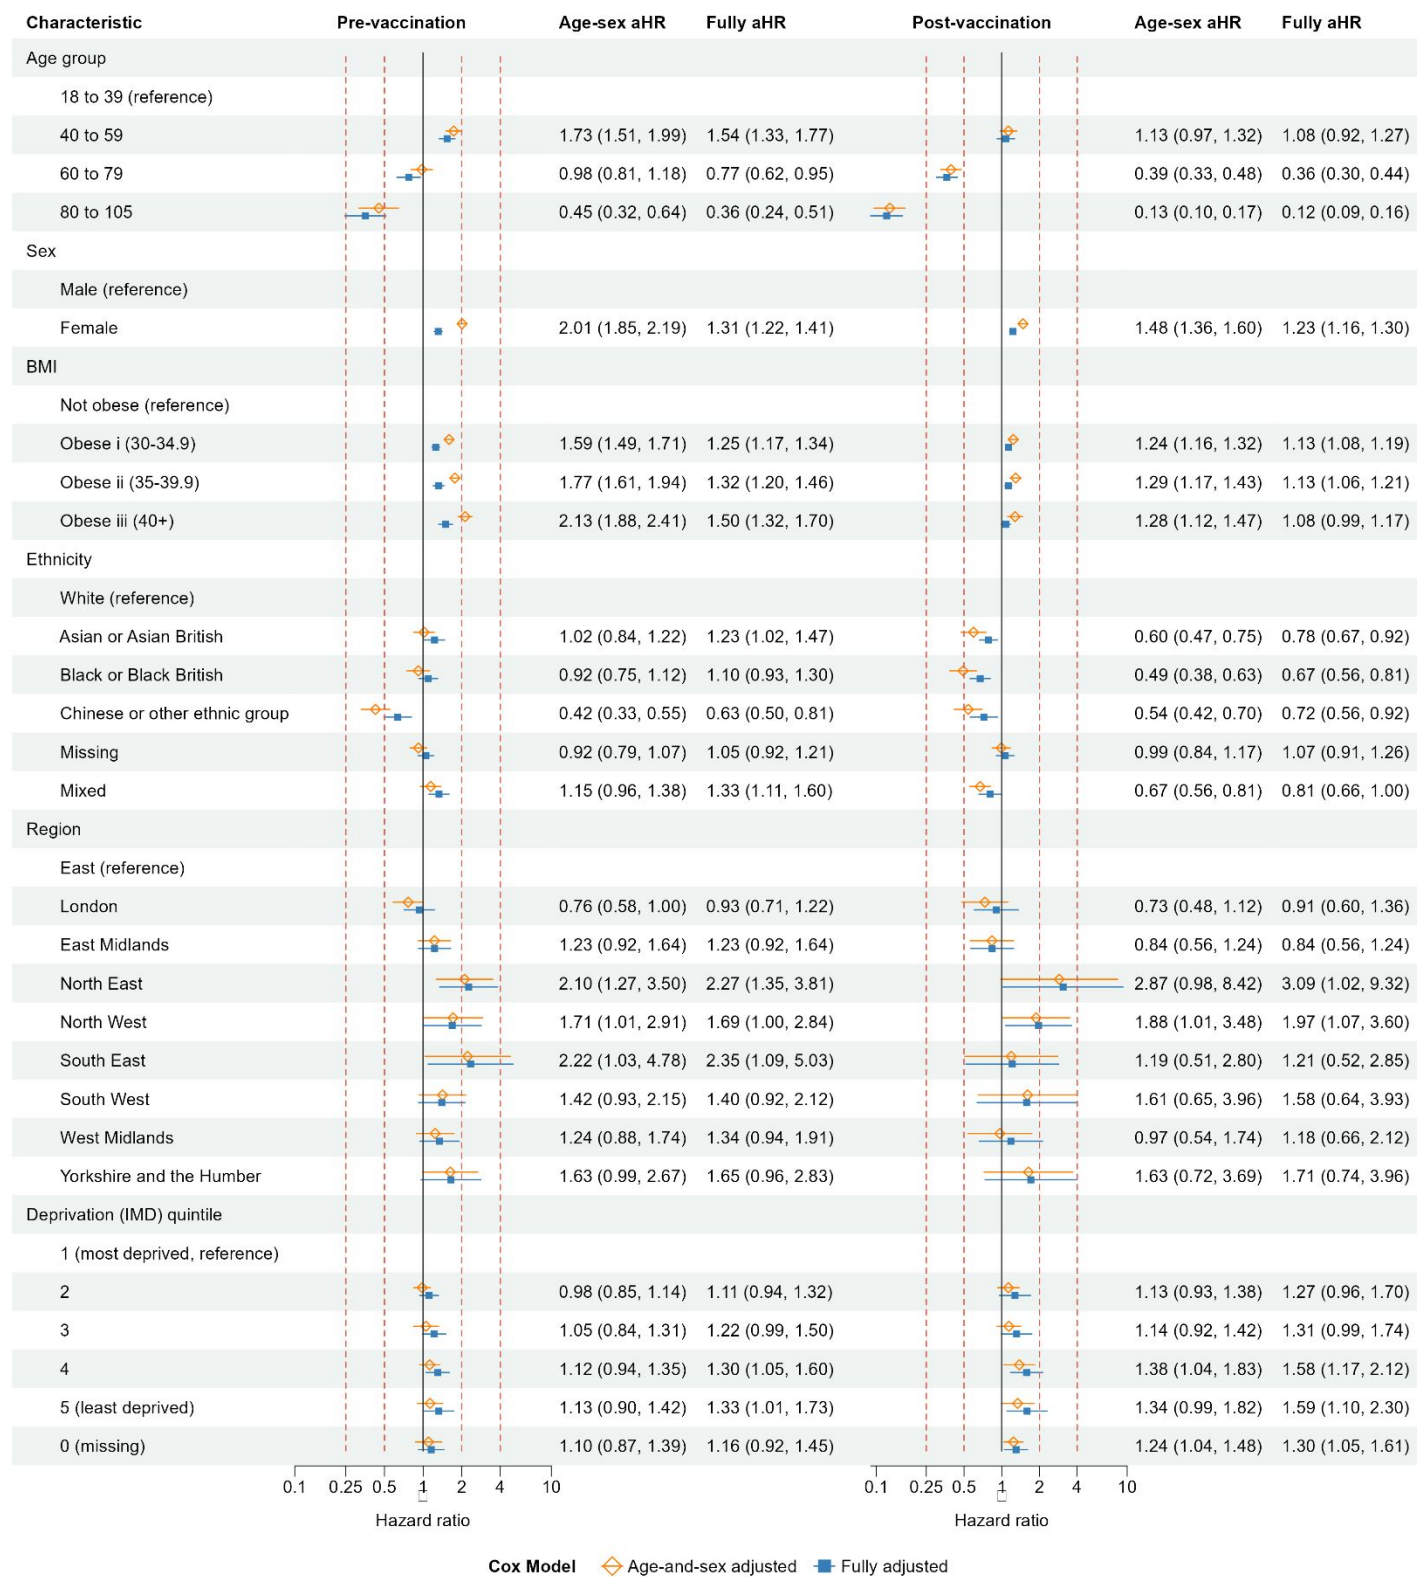 Characteristic Pre-vaccination Age-sex aHR Fully aHR Post-vaccination Age-sex aHR Fully aHR
Age group
18 to 39 (reference)
40 to 59 1.73 (1.51, 1.99) 1.54 (1.33, 1.77) 1.13 (0.97, 1.32) 1.08 (0.92, 1.27)
60 to 79 0.98 (0.81, 1.18) 0.77 (0.62, 0.95) 0.39 (0.33, 0.48) 0.36 (0.30, 0.44)
80 to 105 0.45 (0.32, 0.64) 0.36 (0.24, 0.51) 0.13 (0.10, 0.17) 0.12 (0.09, 0.16)
Sex
Male (reference)
Female 2.01 (1.85, 2.19) 1.31 (1.22, 1.41) 1.48 (1.36, 1.60) 1.23 (1.16, 1.30)
BMI
Not obese (reference)
Obese i (30-34.9) 1.59 (1.49, 1.71) 1.25 (1.17, 1.34) 1.24 (1.16, 1.32) 1.13 (1.08, 1.19)
Obese ii (35-39.9) 1.77 (1.61, 1.94) 1.32 (1.20, 1.46) 1.29 (1.17, 1.43) 1.13 (1.06, 1.21)
Obese iii (40+) 2.13 (1.88, 2.41) 1.50 (1.32, 1.70) 1.28 (1.12, 1.47) 1.08 (0.99, 1.17)
Ethnicity
White (reference)
Asian or Asian British 1.02 (0.84, 1.22) 1.23 (1.02, 1.47) 0.60 (0.47, 0.75) 0.78 (0.67, 0.92)
Black or Black British 0.92 (0.75, 1.12) 1.10 (0.93, 1.30) 0.49 (0.38, 0.63) 0.67 (0.56, 0.81)
Chinese or other ethnic group 0.42 (0.33, 0.55) 0.63 (0.50, 0.81) 0.54 (0.42, 0.70) 0.72 (0.56, 0.92)
Missing 0.92 (0.79, 1.07) 1.05 (0.92, 1.21) 0.99 (0.84, 1.17) 1.07 (0.91, 1.26)
Mixed 1.15 (0.96, 1.38) 1.33 (1.11, 1.60) 0.67 (0.56, 0.81) 0.81 (0.66, 1.00)
Region
East (reference)
London 0.76 (0.58, 1.00) 0.93 (0.71, 1.22) 0.73 (0.48, 1.12) 0.91 (0.60, 1.36)
East Midlands 1.23 (0.92, 1.64) 1.23 (0.92, 1.64) 0.84 (0.56, 1.24) 0.84 (0.56, 1.24)
North East 2.10 (1.27, 3.50) 2.27 (1.35, 3.81) 2.87 (0.98, 8.42) 3.09 (1.02, 9.32)
North West 1.71 (1.01, 2.91) 1.69 (1.00, 2.84) 1.88 (1.01, 3.48) 1.97 (1.07, 3.60)
South East 2.22 (1.03, 4.78) 2.35 (1.09, 5.03) 1.19 (0.51, 2.80) 1.21 (0.52, 2.85)
South West 1.42 (0.93, 2.15) 1.40 (0.92, 2.12) 1.61 (0.65, 3.96) 1.58 (0.64, 3.93)
West Midlands 1.24 (0.88, 1.74) 1.34 (0.94, 1.91) 0.97 (0.54, 1.74) 1.18 (0.66, 2.12)
Yorkshire and the Humber 1.63 (0.99, 2.67) 1.65 (0.96, 2.83) 1.63 (0.72, 3.69) 1.71 (0.74, 3.96)
Deprivation (IMD) quintile
1 (most deprived, reference)
2 0.98 (0.85, 1.14) 1.11 (0.94, 1.32) 1.13 (0.93, 1.38) 1.27 (0.96, 1.70)
3 1.05 (0.84, 1.31) 1.22 (0.99, 1.50) 1.14 (0.92, 1.42) 1.31 (0.99, 1.74)
4 1.12 (0.94, 1.35) 1.30 (1.05, 1.60) 1.38 (1.04, 1.83) 1.58 (1.17, 2.12)
5 (least deprived) 1.13 (0.90, 1.42) 1.33 (1.01, 1.73) 1.34 (0.99, 1.82) 1.59 (1.10, 2.30)
0 (missing) 1.10 (0.87, 1.39) 1.16 (0.92, 1.45) 1.24 (1.04, 1.48) 1.30 (1.05, 1.61)
0.1 0.25 0.5 1 2 4 10 0.1 0.25 0.5 1 2 4 10
Hazard ratio Hazard ratio
Cox Model Age-and-sex adjusted Fully adjusted